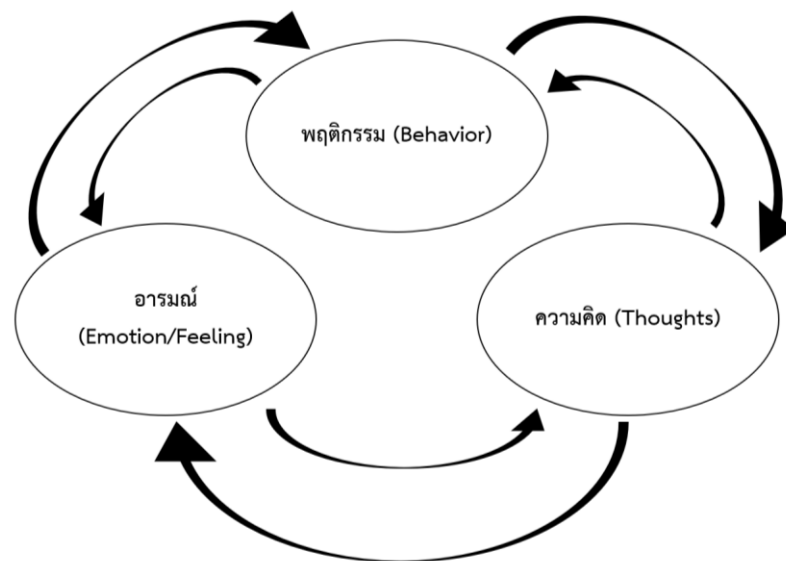 พฤติกรรม (Behavior)
อารมณ์
(Emotion/Feeling)
ความคิด (Thoughts)